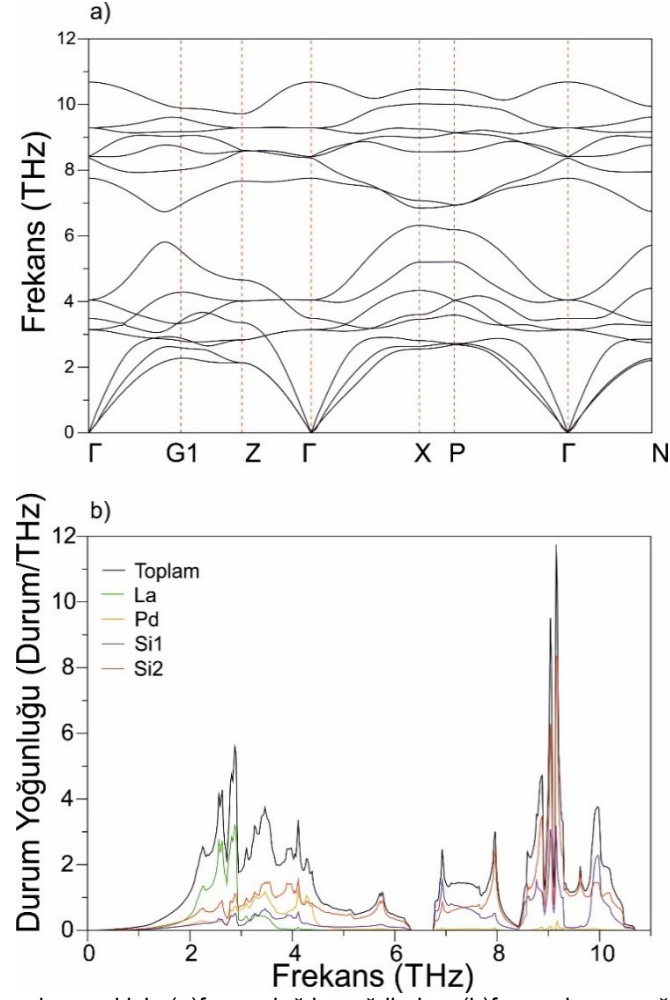 a)
12
10
8
6
4
2
0
Frekans (THz)
Γ G1 Z Γ X P Γ N
b)
12
10
8
6
4
2
0
Durum Yoğunluğu (Durum/THz)
Toplam
La
Pd
Si1
Si2
0 2 4 6 8 10
Frekans (THz)